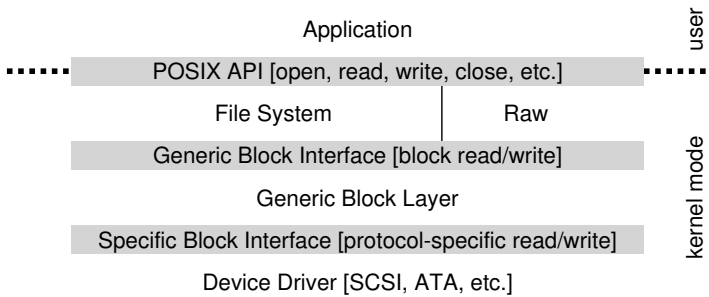 Application
user
POSIX API [open, read, write, close, etc.]
File System
Raw
Generic Block Interface [block read/write]
Generic Block Layer
kernel mode
Specific Block Interface [protocol-specific read/write]
Device Driver [SCSI, ATA, etc.]